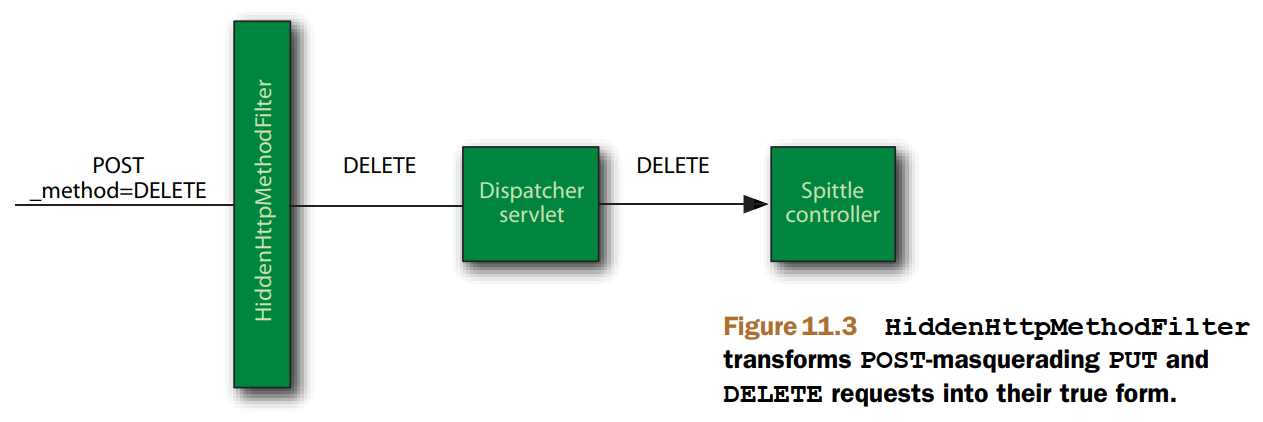 POST
_method=DELETE
HiddenHttpMethodFilter
DELETE
Dispatcher
servlet
DELETE
Spittle
controller
Figure 11.3 HiddenHttpMethodFilter
transforms POST-masquerading PUT and
DELETE requests into their true form.